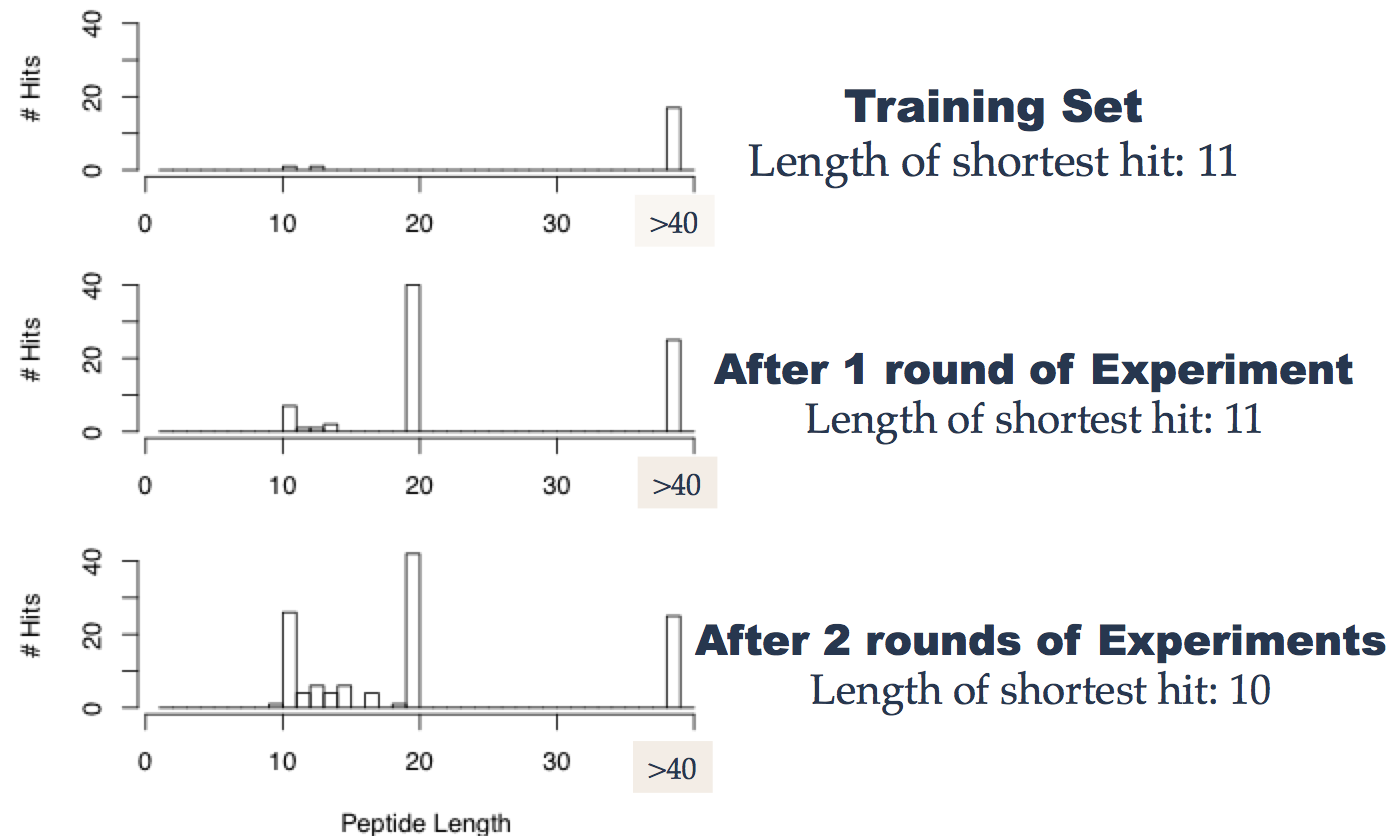 # Hits
40
20
0
0 10 20 30 >40
Training Set
Length of shortest hit: 11
# Hits
40
20
0
0 10 20 30 >40
After 1 round of Experiment
Length of shortest hit: 11
# Hits
40
20
0
0 10 20 30 >40
After 2 rounds of Experiments
Length of shortest hit: 10
Peptide Length